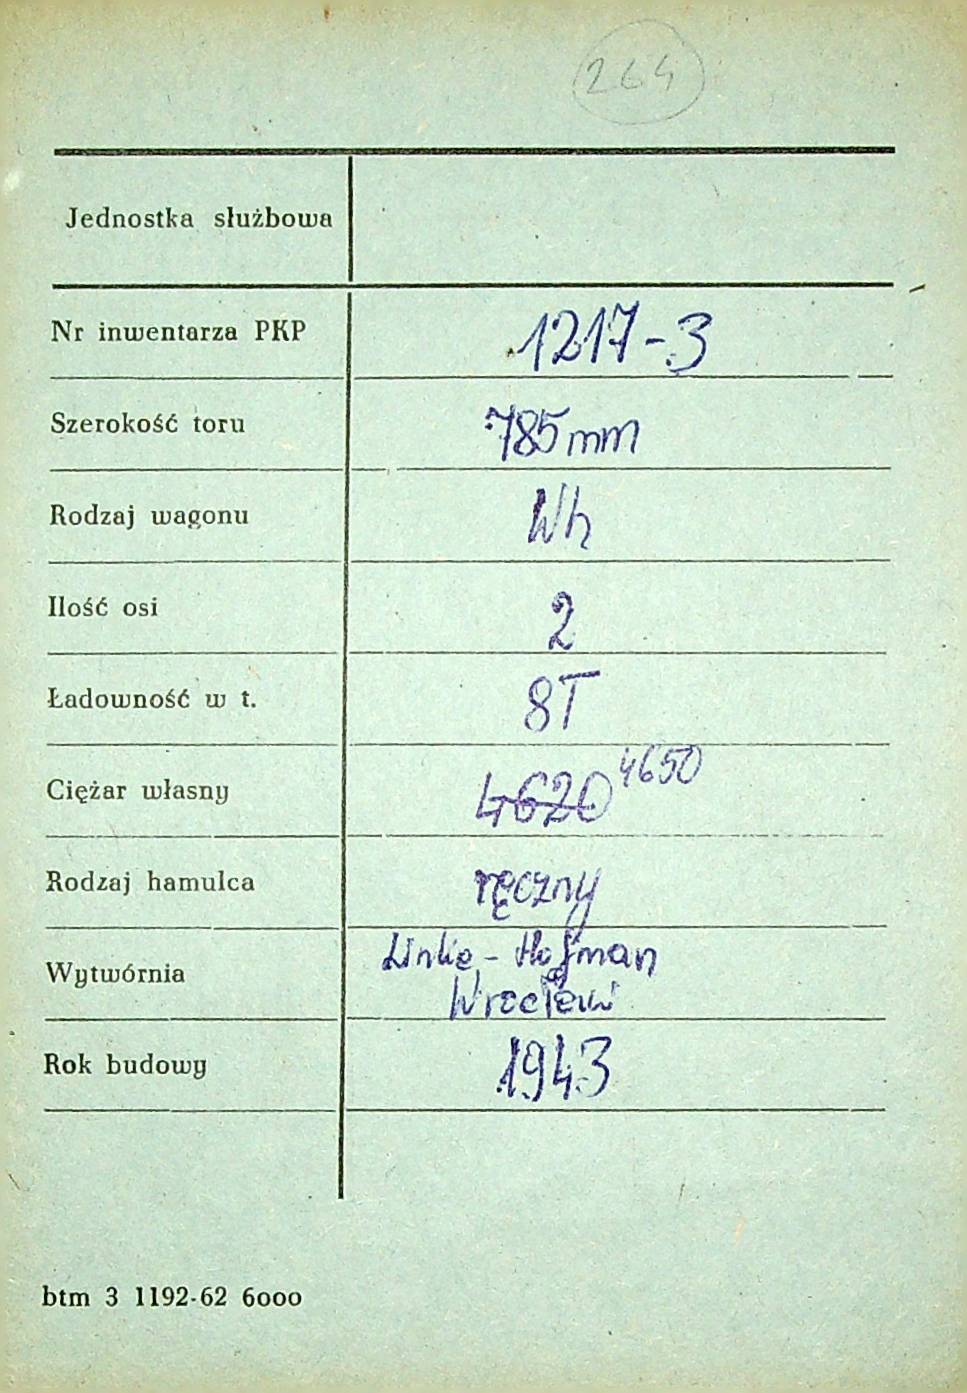 264
Jednostka służbowa
Nr inwentarza PKP 1217-3
Szerokość toru 785 mm
Rodzaj wagonu Wh
Ilość osi 2
Ładowność w t. 8T
Ciężar własny 4620 4650
Rodzaj hamulca ręczny
Wytwórnia Linke-Hofman
Wrocław
Rok budowy 1943
btm 3 1192-62 6000